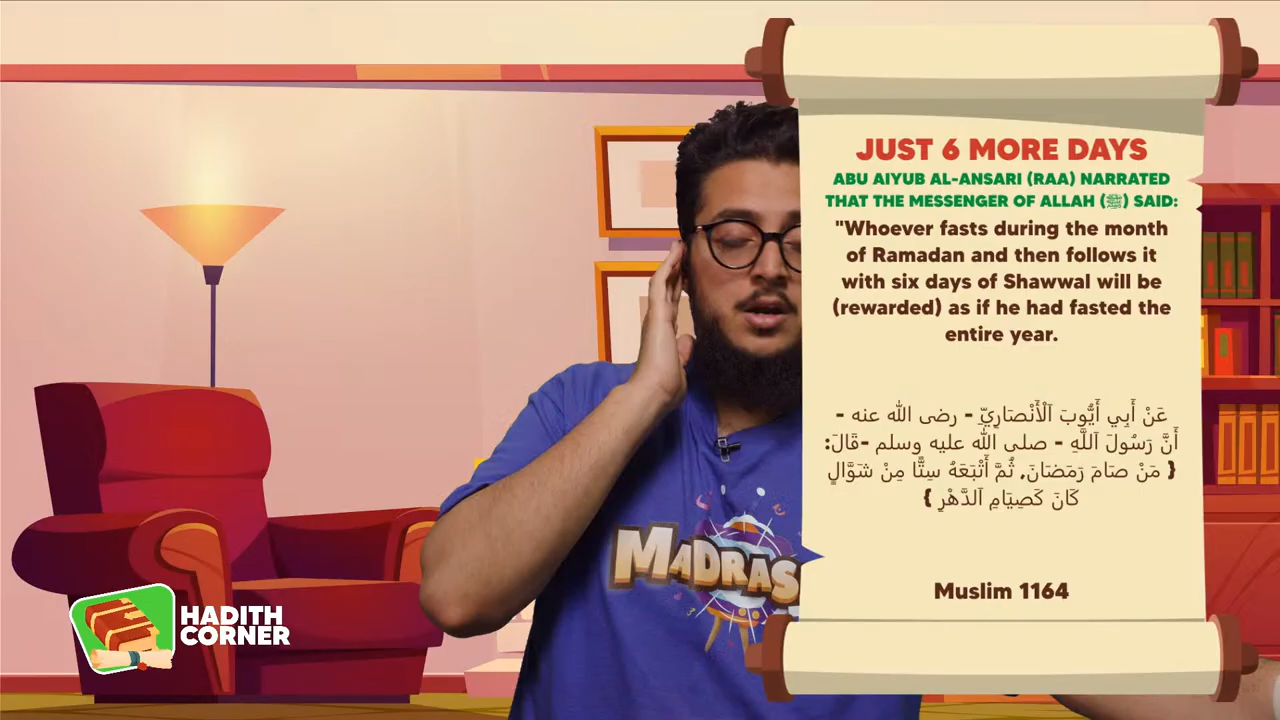 JUST 6 MORE DAYS
ABU AIYUB AL-ANSARI (RAA) NARRATED
THAT THE MESSENGER OF ALLAH (ﷺ) SAID:
"Whoever fasts during the month
of Ramadan and then follows it
with six days of Shawwal will be
(rewarded) as if he had fasted the
entire year.
عَنْ أَبِي أَيُّوبَ اَلْأَنْصَارِيِّ - رضى الله عنه -
أَنَّ رَسُولَ اَللَّهِ - صلى الله عليه وسلم -قَالَ:
{ مَنْ صَامَ رَمَضَانَ, ثُمَّ أَتْبَعَهُ سِتًّا مِنْ شَوَّالٍ
كَانَ كَصِيَامِ اَلدَّهْرِ }
Muslim 1164
MADRAS
HADITH
CORNER